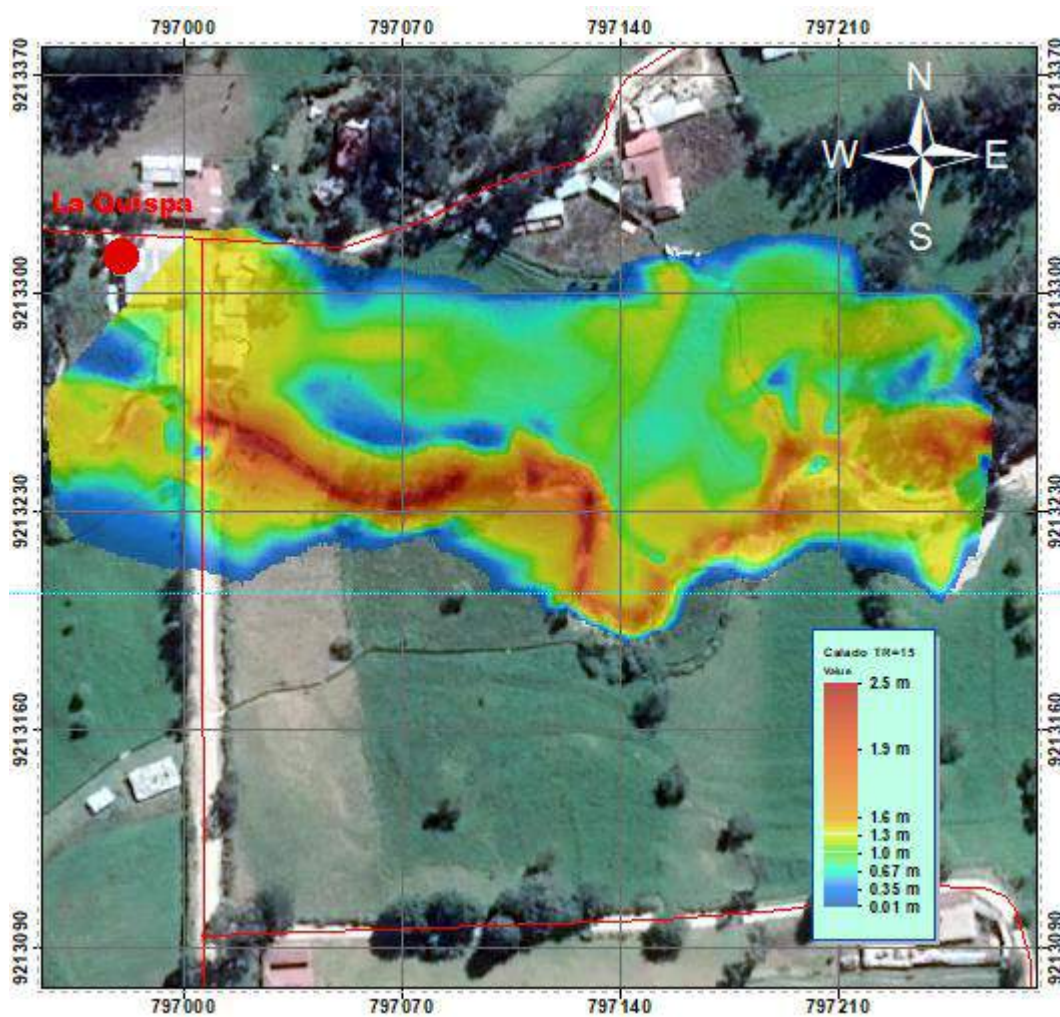 797000 797070 797140 797210
9213370 9213370
N
W E
S
La Quispa
9213300 9213300
9213230 9213230
Calado TR=15
Value
2.5 m
1.9 m
1.6 m
1.3 m
1.0 m
0.67 m
0.35 m
0.01 m
9213160 9213160
9213090 9213090
797000 797070 797140 797210